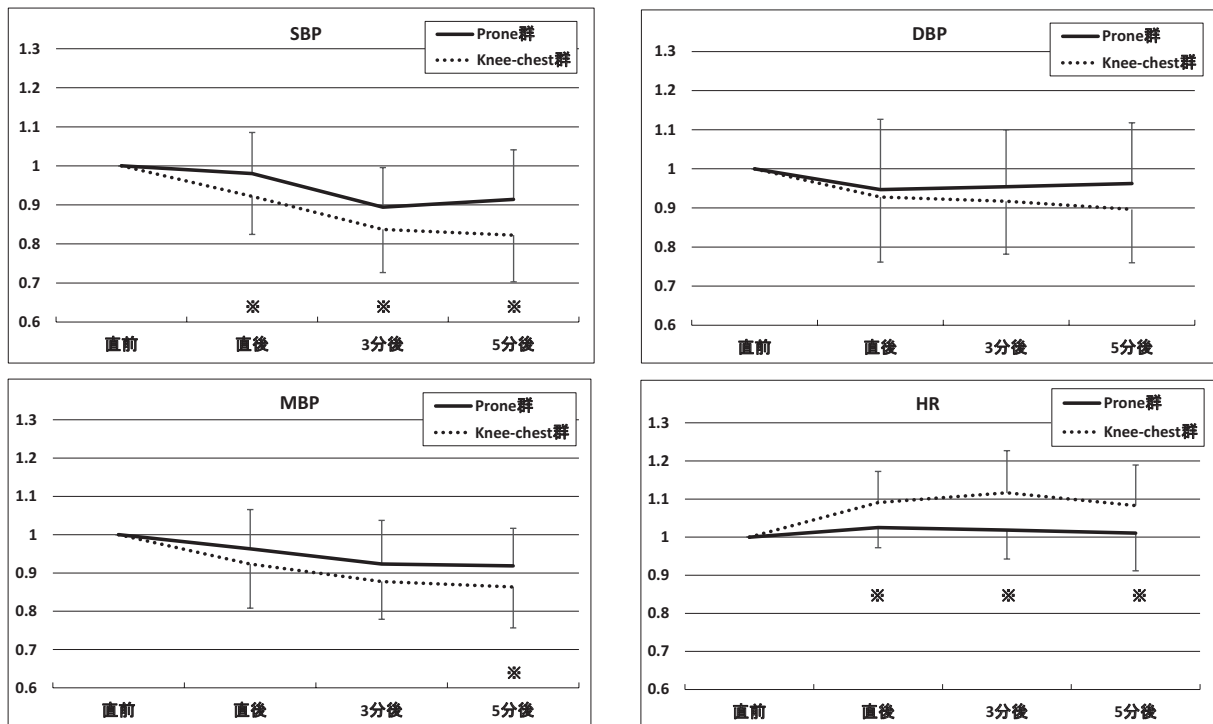 SBP
Prone群
Knee-chest群
1.3
1.2
1.1
1
0.9
0.8
0.7
0.6
※ ※ ※
直前 直後 3分後 5分後
DBP
Prone群
Knee-chest群
1.3
1.2
1.1
1
0.9
0.8
0.7
0.6
直前 直後 3分後 5分後
MBP
Prone群
Knee-chest群
1.3
1.2
1.1
1
0.9
0.8
0.7
0.6
※
直前 直後 3分後 5分後
HR
Prone群
Knee-chest群
1.3
1.2
1.1
1
0.9
0.8
0.7
0.6
※ ※ ※
直前 直後 3分後 5分後